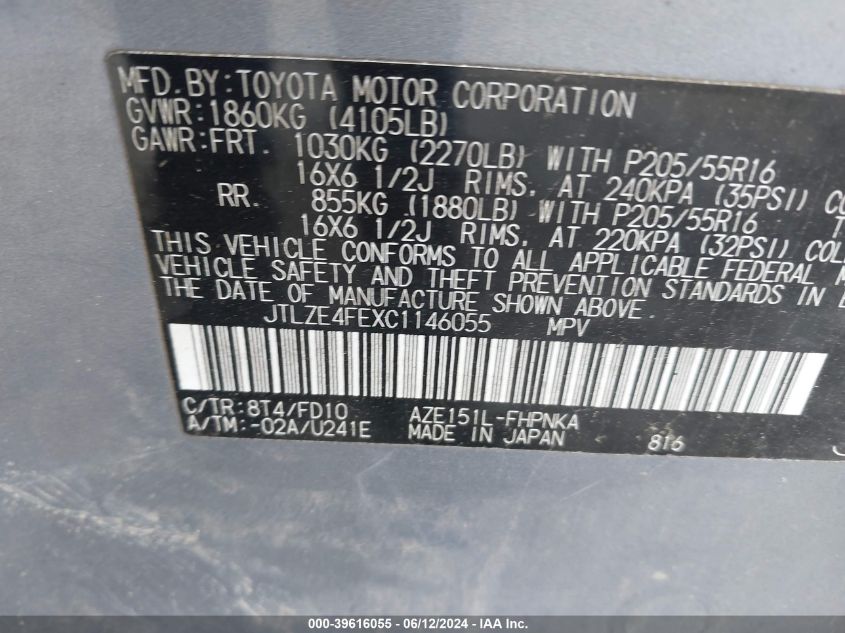 MFD.BY:TOYOTA MOTOR CORPORATION
GVWR:1860KG (4105LB)
GAWR:FRT. 1030KG (2270LB) WITH P205/55R16
16X6 1/2J RIMS, AT 240KPA (35PSI) CO
RR. 855KG (1880LB) WITH P205/55R16 T
16X6 1/2J RIMS, AT 220KPA (32PSI) COL
THIS VEHICLE CONFORMS TO ALL APPLICABLE FEDERAL M
VEHICLE SAFETY AND THEFT PREVENTION STANDARDS IN E
THE DATE OF MANUFACTURE SHOWN ABOVE.
JTLZE4FEXC1146055 MPV
C/TR:8T4/FD10 AZE151L-FHPNKA
A/TM:-02A/U241E MADE IN JAPAN 816
000-39616055 - 06/12/2024 - IAA Inc.